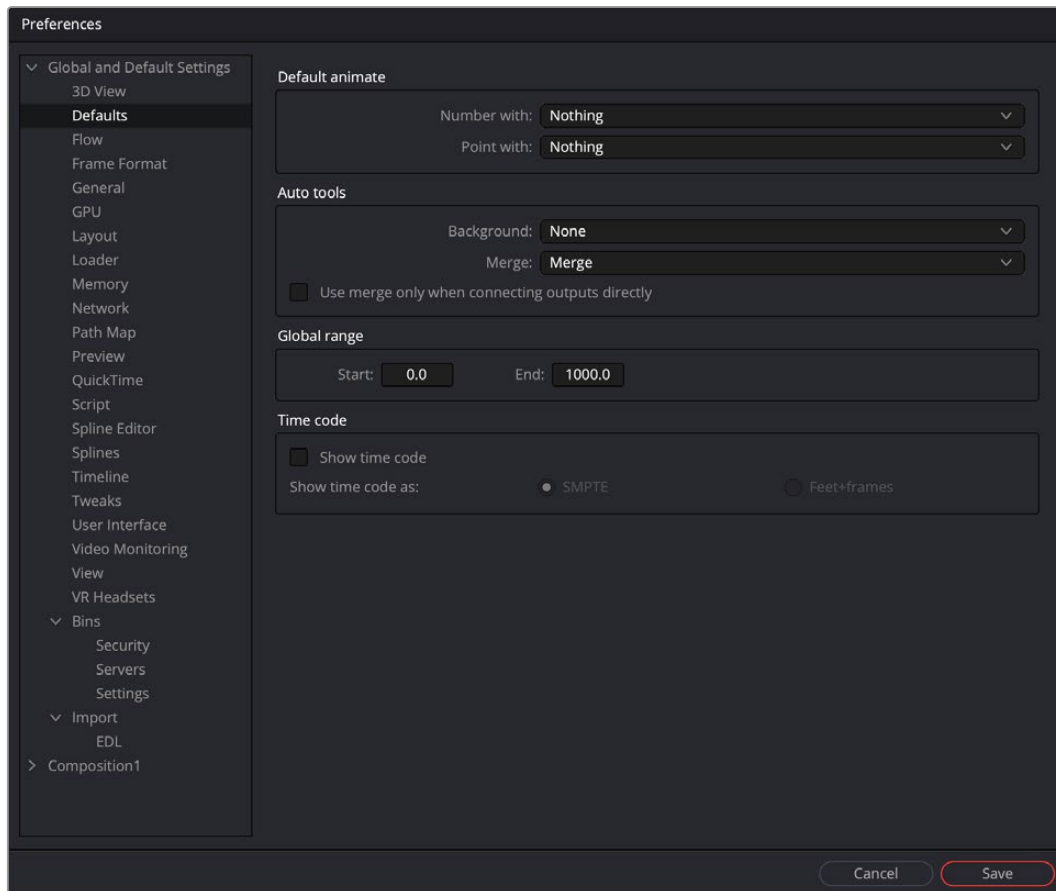 Preferences
Global and Default Settings
3D View
Defaults
Flow
Frame Format
General
GPU
Layout
Loader
Memory
Network
Path Map
Preview
QuickTime
Script
Spline Editor
Splines
Timeline
Tweaks
User Interface
Video Monitoring
View
VR Headsets
Bins
Security
Servers
Settings
Import
EDL
Composition1
Default animate
Number with: Nothing
Point with: Nothing
Auto tools
Background: None
Merge: Merge
Use merge only when connecting outputs directly
Global range
Start: 0.0 End: 1000.0
Time code
Show time code
Show time code as: SMPTE Feet+frames
Cancel Save